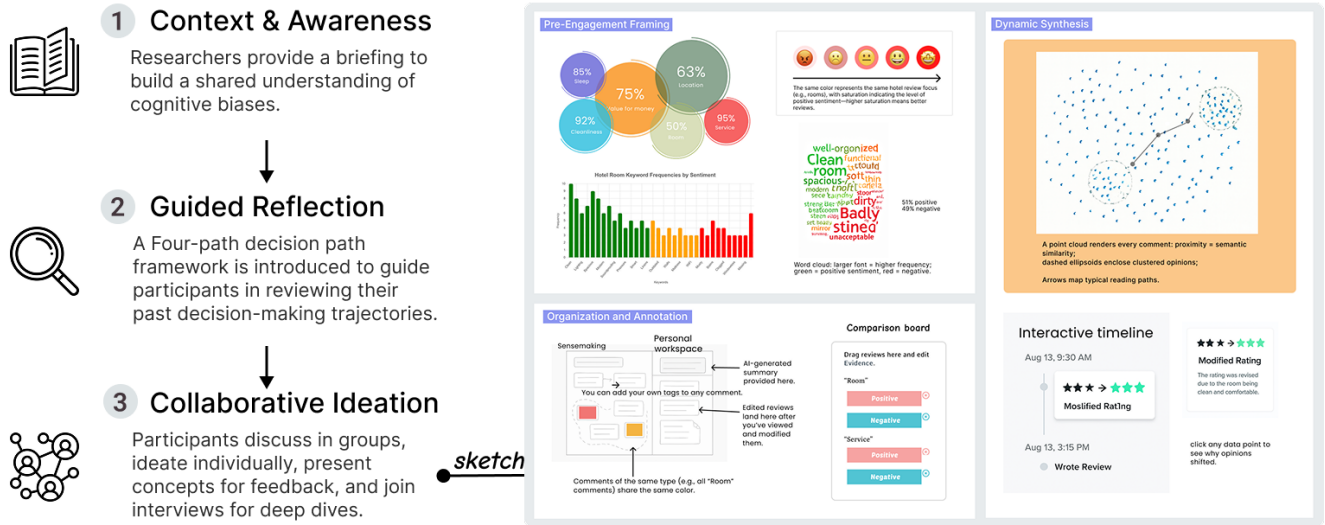 1 Context & Awareness
Researchers provide a briefing to
build a shared understanding of
cognitive biases.
2 Guided Reflection
A Four-path decision path
framework is introduced to guide
participants in reviewing their
past decision-making trajectories.
3 Collaborative Ideation
Participants discuss in groups,
ideate individually, present
concepts for feedback, and join
interviews for deep dives.
sketch
Pre-Engagement Framing
85%
Sleep
75%
Value for money
63%
Location
92%
Cleanliness
50%
Room
95%
Service
The same color represents the same hotel review focus
(e.g., rooms), with saturation indicating the level of
positive sentiment—higher saturation means better
reviews.
Hotel Room Keyword Frequencies by Sentiment
Frequency
Keywords
well-organized
Clean
functional
room
spacious
soft
thin
modern
dirty
Badly
stined
mirror
unacceptable
51% positive
49% negative
Word cloud: larger font = higher frequency;
green = positive sentiment, red = negative.
Organization and Annotation
Sensemaking
Personal
workspace
You can add your own tags to any comment.
AI-generated
summary
provided here.
Edited reviews
land here after
you've viewed
and modified
them.
Comments of the same type (e.g., all "Room"
comments) share the same color.
Comparison board
Drag reviews here and edit
Evidence.
"Room"
Positive
Negative
"Service"
Positive
Negative
Dynamic Synthesis
A point cloud renders every comment: proximity = semantic
similarity;
dashed ellipsoids enclose clustered opinions;
Arrows map typical reading paths.
Interactive timeline
Aug 13, 9:30 AM
Moslified Rat1ng
Aug 13, 3:15 PM
Wrote Review
Modified Rating
The rating was revised
due to the room being
clean and comfortable.
click any data point to
see why opinions
shifted.